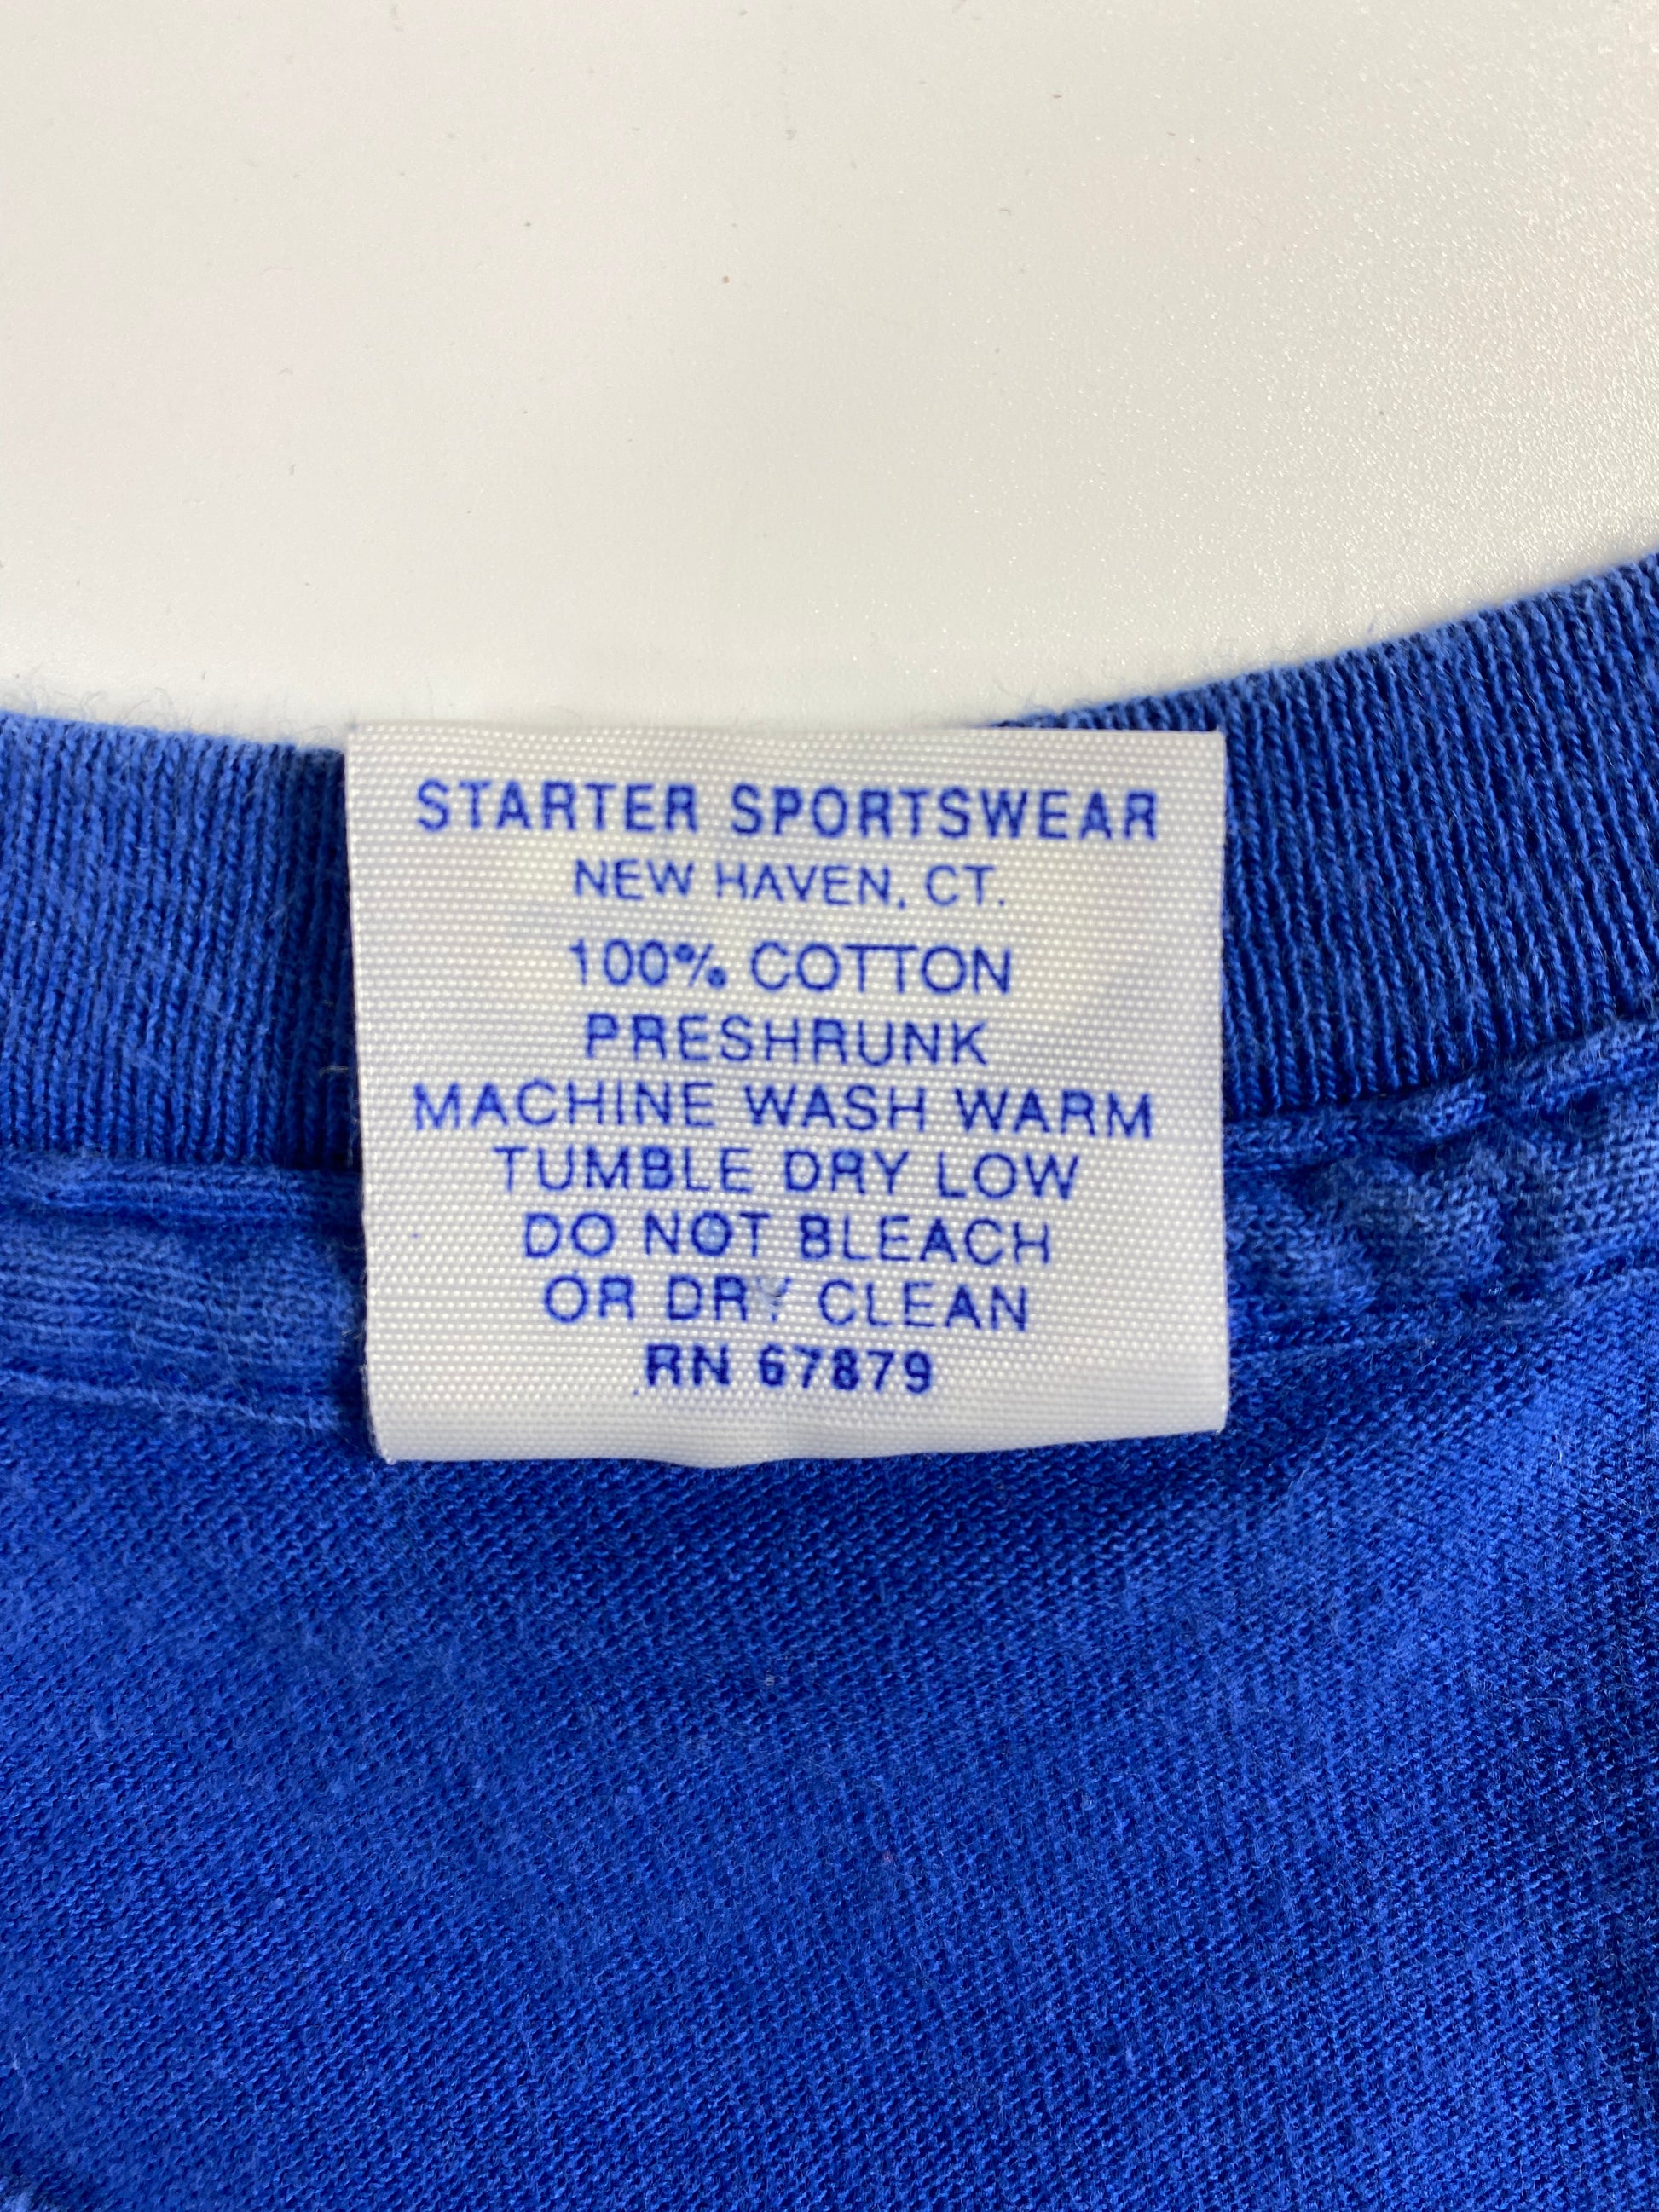 STARTER SPORTSWEAR
NEW HAVEN, CT.
100% COTTON
PRESHRUNK
MACHINE WASH WARM
TUMBLE DRY LOW
DO NOT BLEACH
OR DRY CLEAN
RN 67879